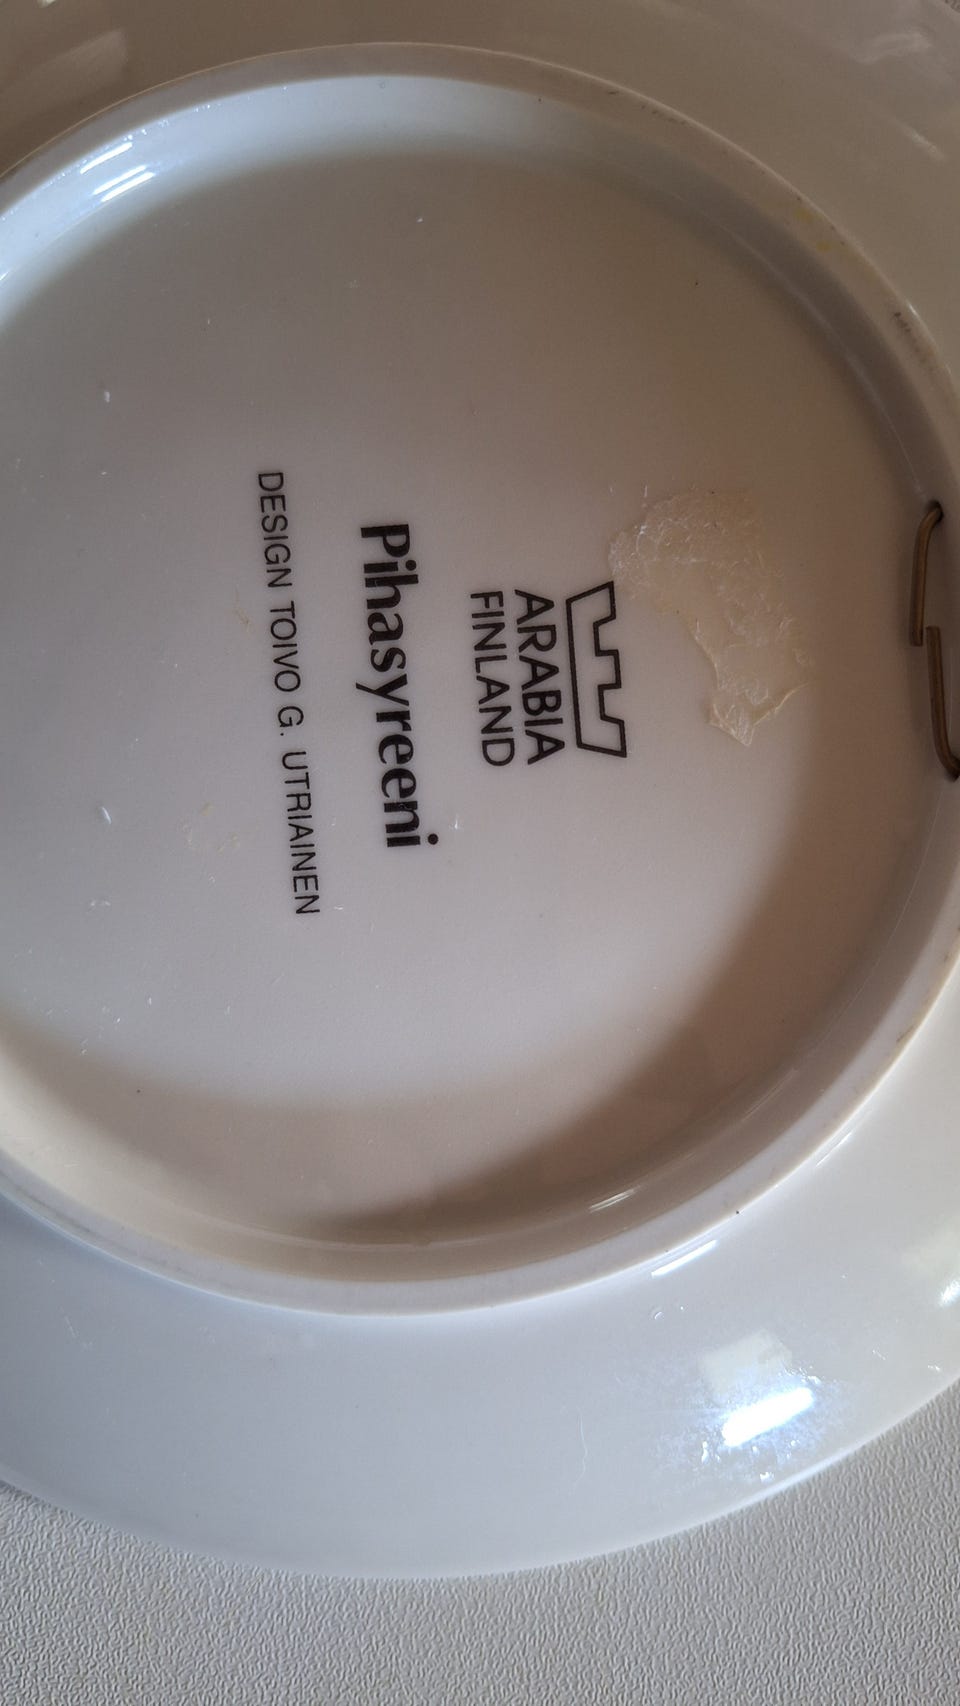 ARABIA
FINLAND
Pihasyreeni
DESIGN TOIVO G. UTRIAINEN